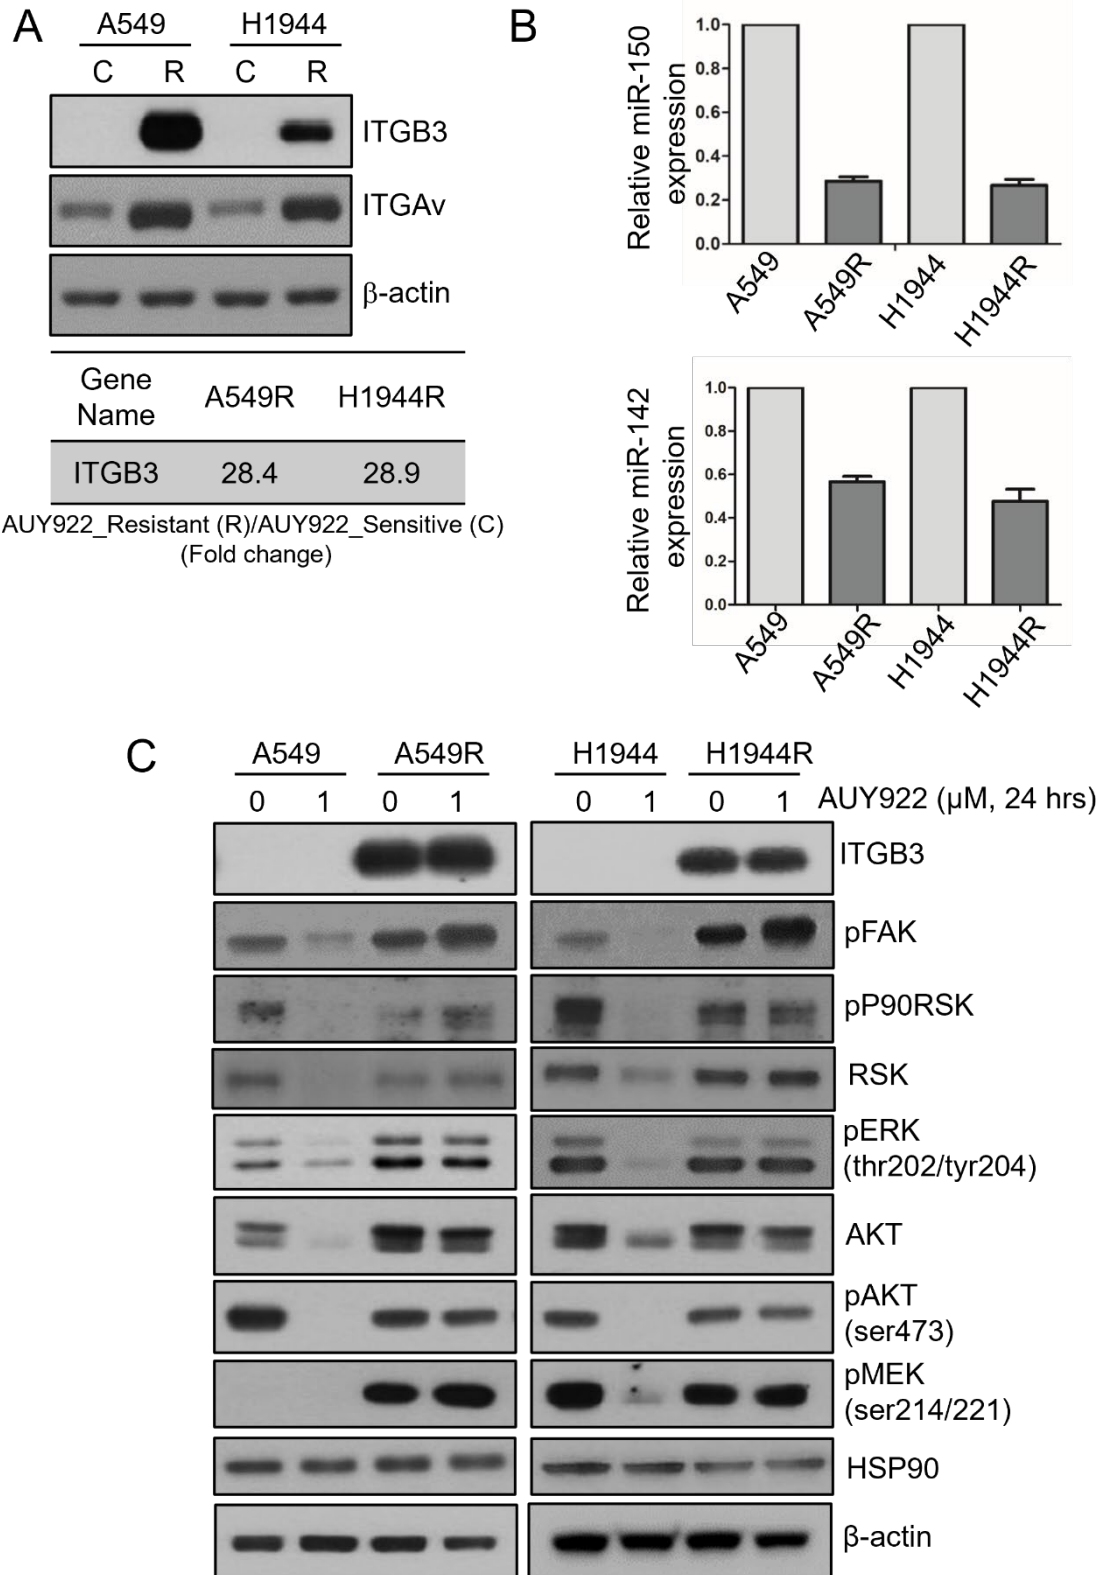 A
A549 H1944
C R C R
ITGB3
ITGAv
β-actin
Gene Name A549R H1944R
ITGB3 28.4 28.9
AUY922_Resistant (R)/AUY922_Sensitive (C)
(Fold change)
B
Relative miR-150
expression
1.0
0.8
0.6
0.4
0.2
0.0
A549 A549R H1944 H1944R
Relative miR-142
expression
1.0
0.8
0.6
0.4
0.2
0.0
A549 A549R H1944 H1944R
C
A549 A549R H1944 H1944R
0 1 0 1 0 1 0 1 AUY922 (μM, 24 hrs)
ITGB3
pFAK
pP90RSK
RSK
pERK
(thr202/tyr204)
AKT
pAKT
(ser473)
pMEK
(ser214/221)
HSP90
β-actin